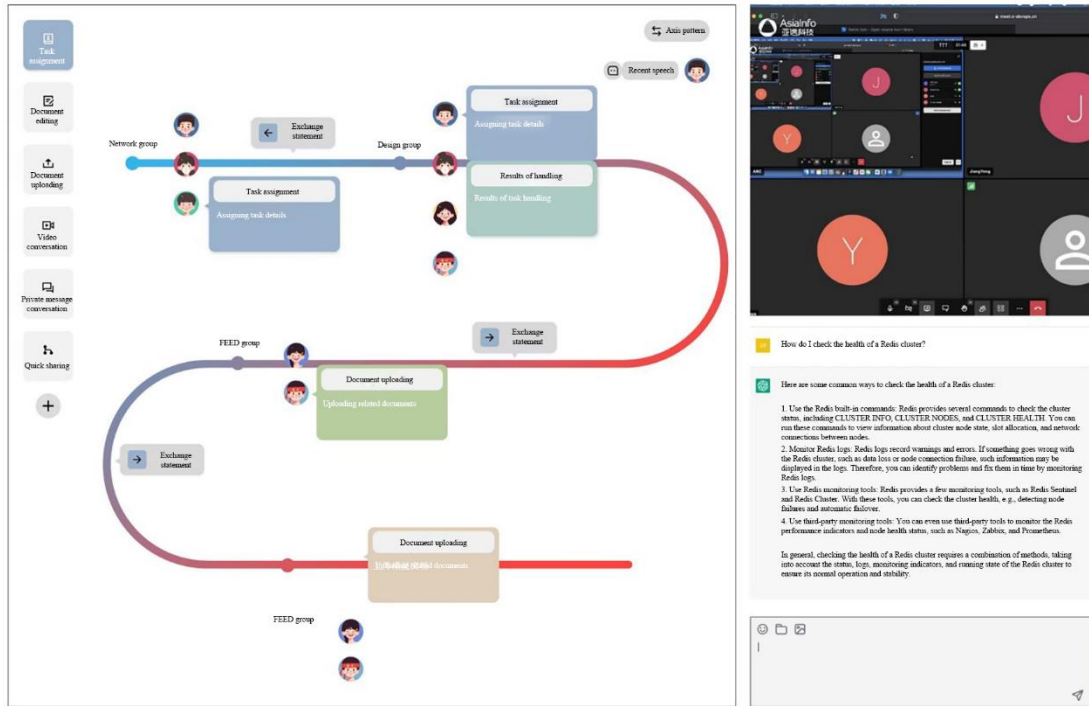 Task
assignment
Document
editing
Document
uploading
Video
conversation
Private message
conversation
Quick sharing
Axis pattern
Recent speech
Network group
Exchange
statement
Design group
Task assignment
Assigning task details
Task assignment
Assigning task details
Results of handling
Results of task handling
Exchange
statement
FEED group
Document uploading
Uploading related documents
Exchange
statement
Document uploading
related documents
FEED group
AsiaInfo
亚信科技
J
Y
J
Y
How do I check the health of a Redis cluster?
Here are some common ways to check the health of a Redis cluster:
1. Use the Redis built-in commands: Redis provides several commands to check the cluster
status, including CLUSTER INFO, CLUSTER NODES, and CLUSTER HEALTH. You can
run these commands to view information about cluster node state, slot allocation, and network
connections between nodes.
2. Monitor Redis logs: Redis logs record warnings and errors. If something goes wrong with
the Redis cluster, such as data loss or node connection failure, such information may be
displayed in the logs. Therefore, you can identify problems and fix them in time by monitoring
Redis logs.
3. Use Redis monitoring tools: Redis provides a few monitoring tools, such as Redis Sentinel
and Redis Cluster. With these tools, you can check the cluster health, e.g., detecting node
failures and automatic failover.
4. Use third-party monitoring tools: You can even use third-party tools to monitor the Redis
performance indicators and node health status, such as Nagios, Zabbix, and Prometheus.
In general, checking the health of a Redis cluster requires a combination of methods, taking
into account the status, logs, monitoring indicators, and running state of the Redis cluster to
ensure its normal operation and stability.